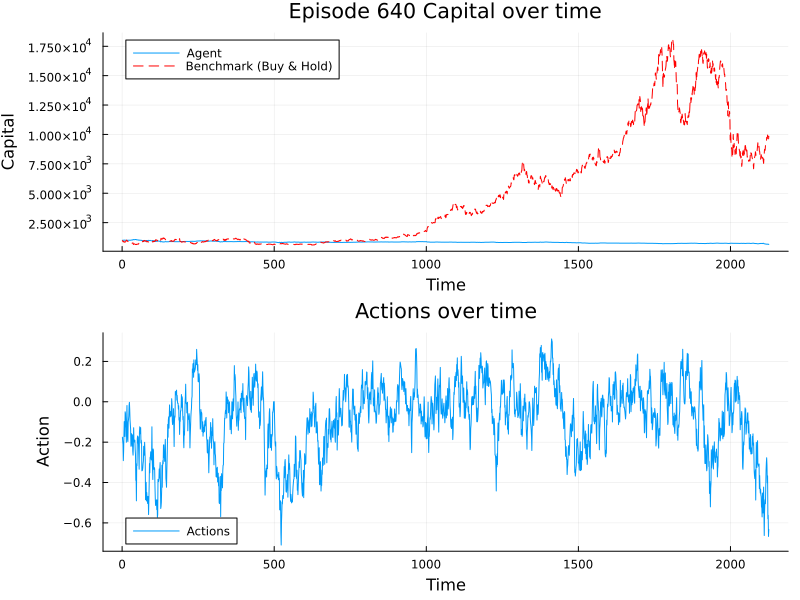 Episode 640 Capital over time
Capital
1.750×10⁴
1.500×10⁴
1.250×10⁴
1.000×10⁴
7.500×10³
5.000×10³
2.500×10³
Agent
Benchmark (Buy & Hold)
0 500 1000 1500 2000
Time
Actions over time
Action
0.2
0.0
−0.2
−0.4
−0.6
Actions
0 500 1000 1500 2000
Time